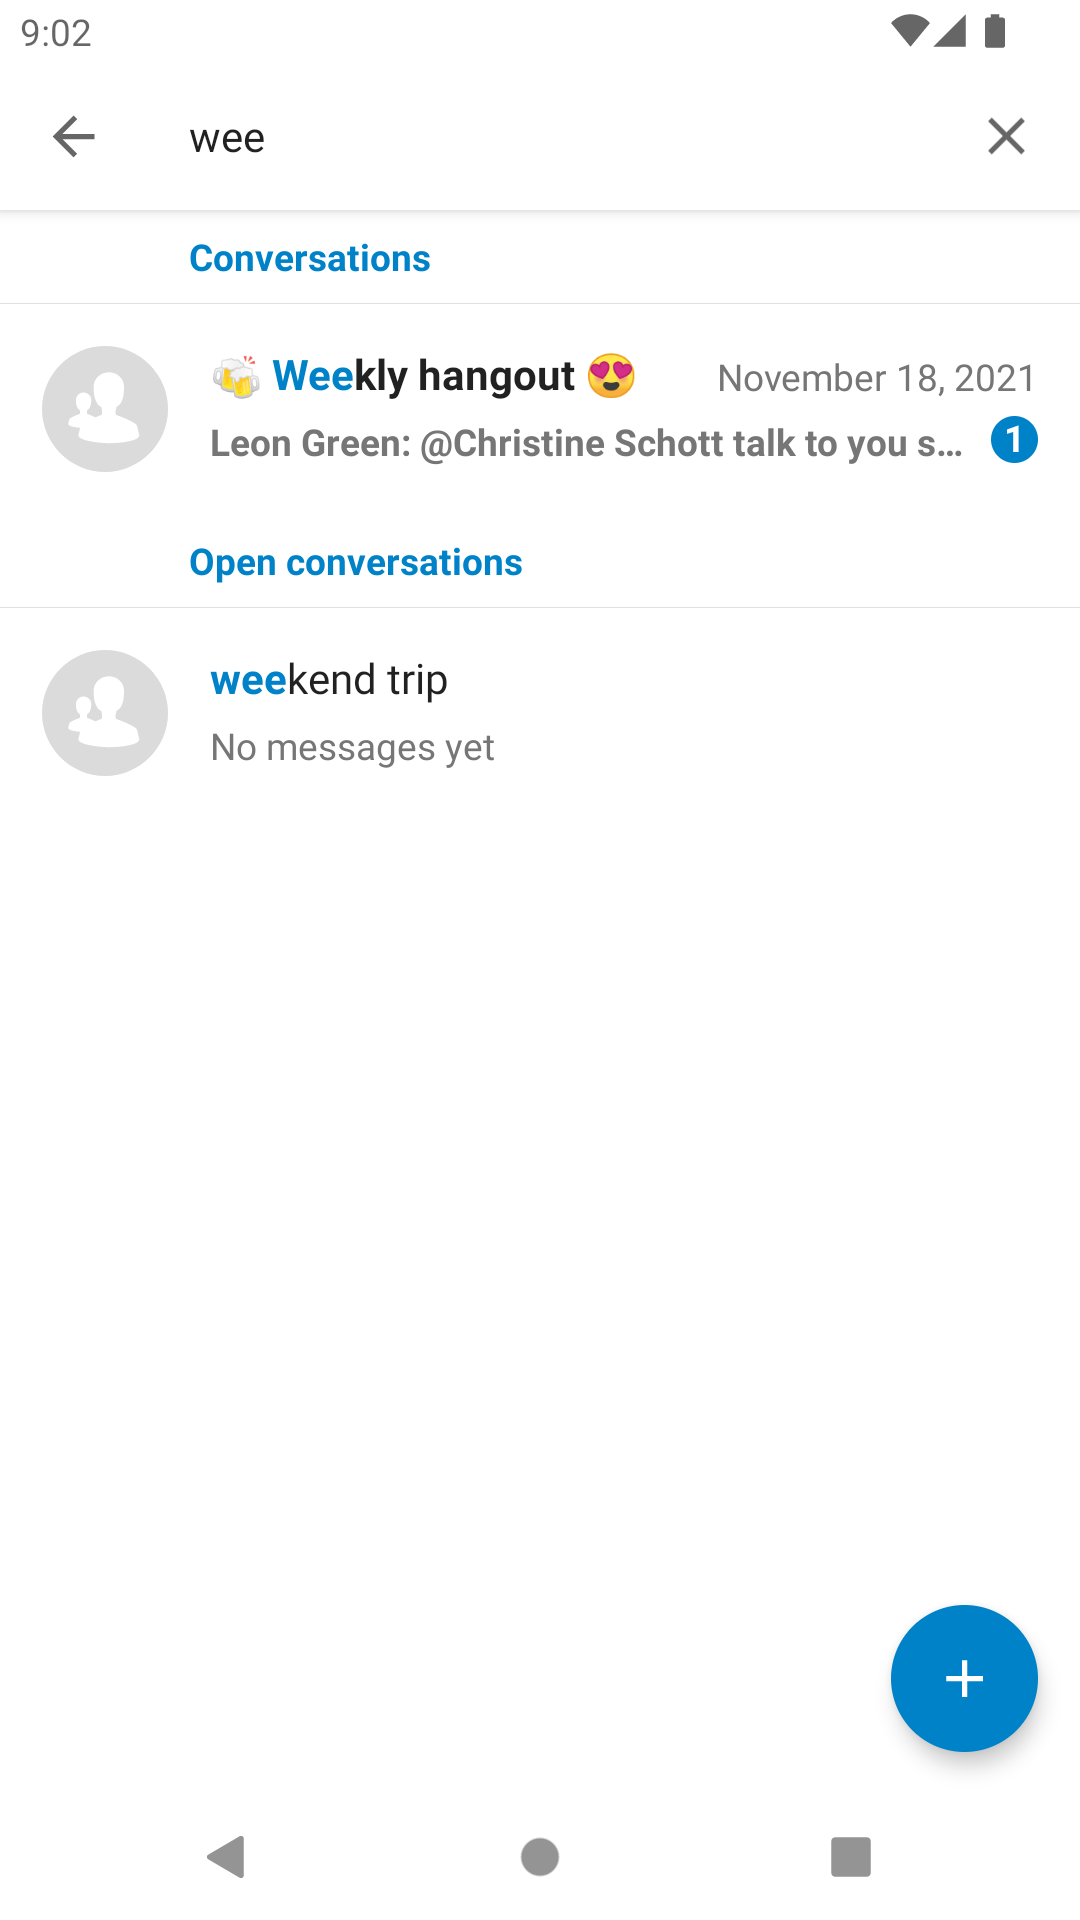 9:02
wee
Conversations
🍻 Weekly hangout 😍 November 18, 2021
Leon Green: @Christine Schott talk to you s… 1
Open conversations
weekend trip
No messages yet